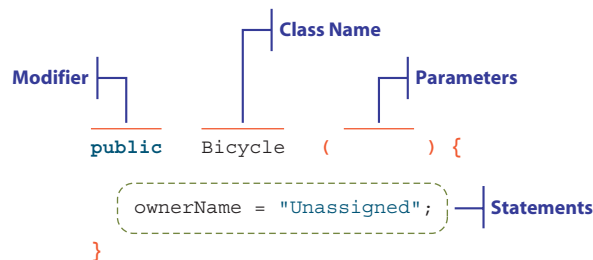 Class Name
Modifier
Parameters
public Bicycle ( ) {
ownerName = "Unassigned";
Statements
}